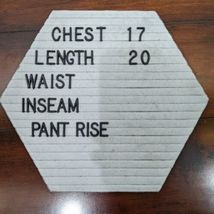 CHEST 17
LENGTH 20
WAIST
INSEAM
PANT RISE